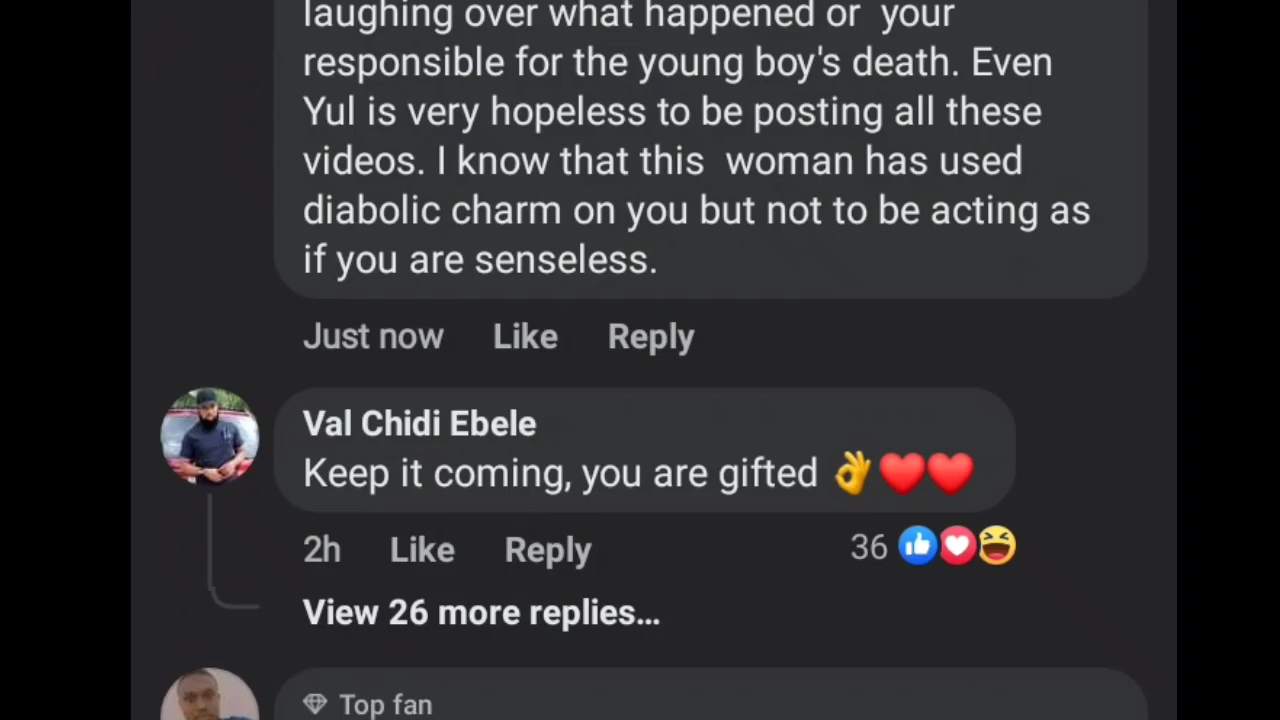 laughing over what happened or your
responsible for the young boy's death. Even
Yul is very hopeless to be posting all these
videos. I know that this woman has used
diabolic charm on you but not to be acting as
if you are senseless.
Just now Like Reply
Val Chidi Ebele
Keep it coming, you are gifted 👌❤️❤️
2h Like Reply 36
View 26 more replies...
Top fan